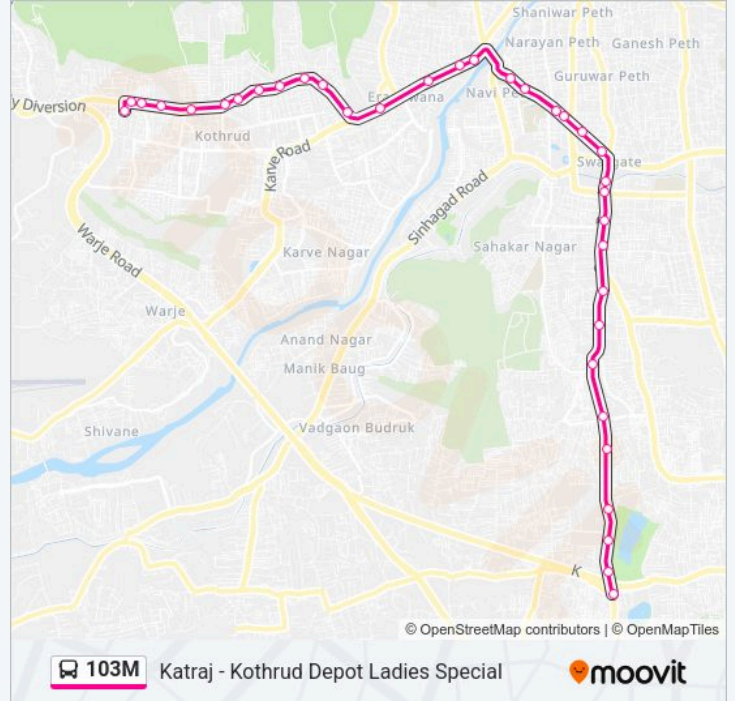 Shaniwar Peth
Narayan Peth
Ganesh Peth
Guruwar Peth
Navi Pe
y Diversion
Kothrud
Karve Road
Swa gate
Sinhagad Road
Sahakar Nagar
Karve Nagar
Warje Road
Warje
Anand Nagar
Manik Baug
Shivane
Vadgaon Budruk
K
© OpenStreetMap contributors | © OpenMapTiles
103M
Katraj - Kothrud Depot Ladies Special
moovit